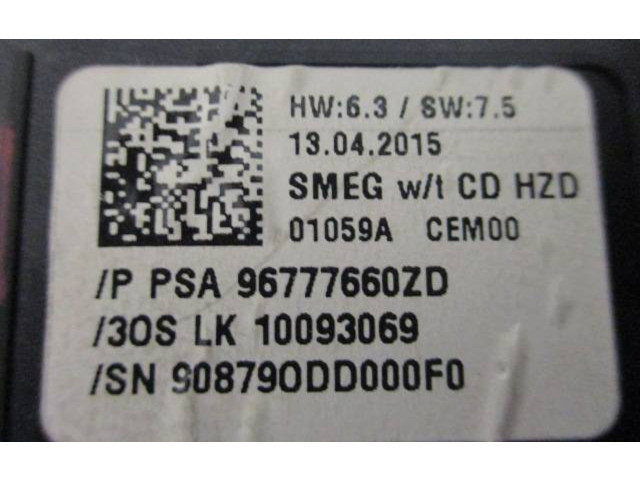 HW:6.3 / SW:7.5
13.04.2015
SMEG w/t CD HZD
01059A CEM00
/P PSA 96777660ZD
/3OS LK 10093069
/SN 90879ODD000F0